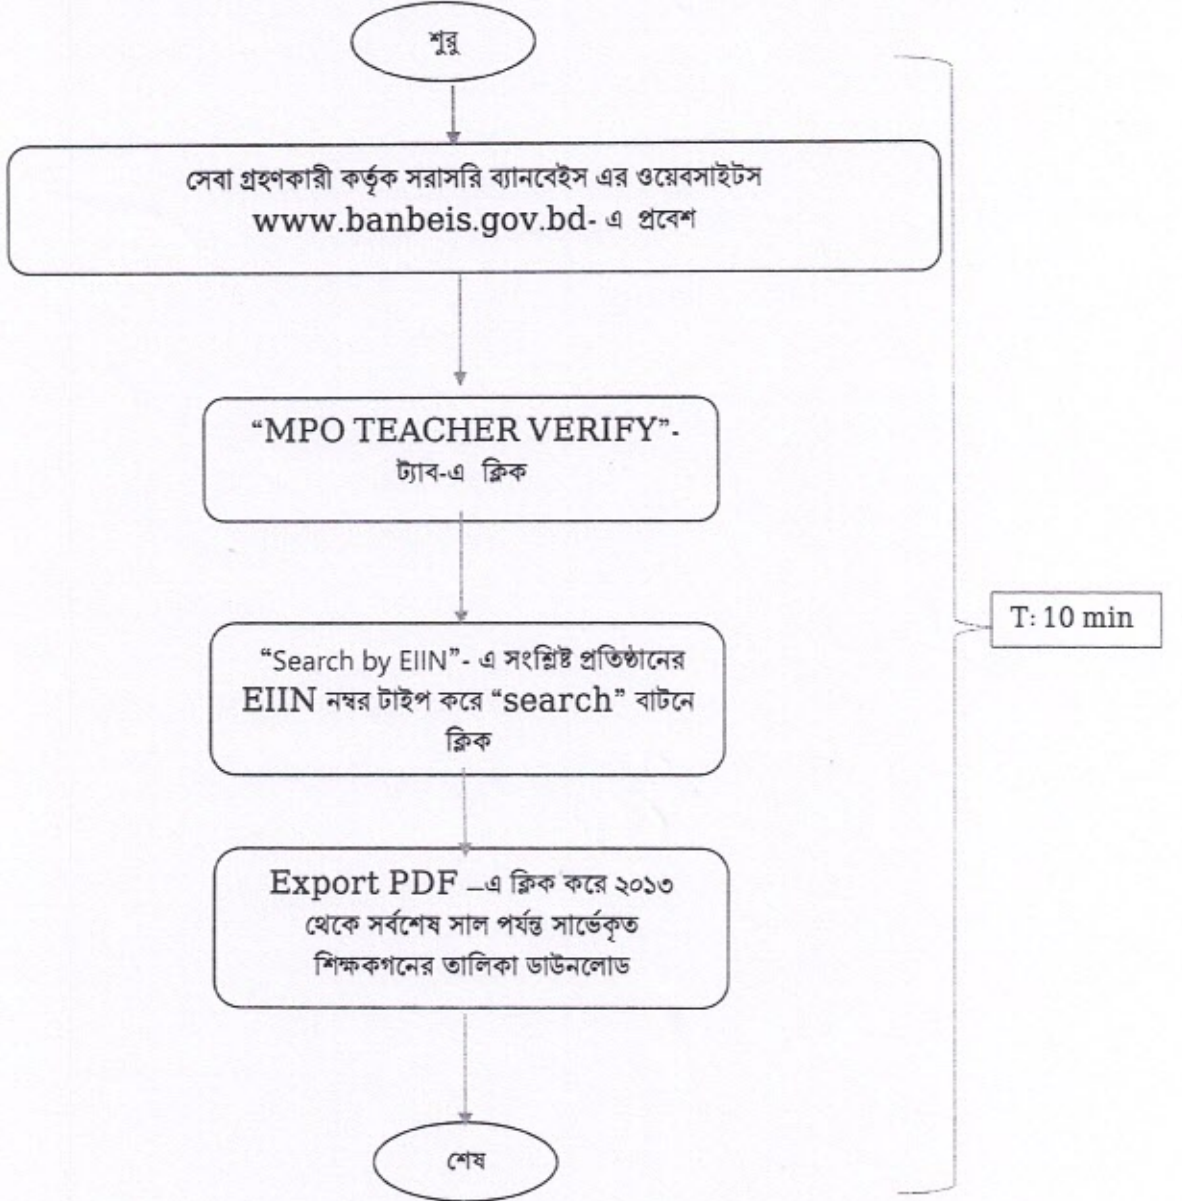 শুরু
সেবা গ্রহণকারী কর্তৃক সরাসরি ব্যানবেইস এর ওয়েবসাইটস
www.banbeis.gov.bd- এ প্রবেশ
“MPO TEACHER VERIFY”-
ট্যাব-এ ক্লিক
“Search by EIIN”- এ সংশ্লিষ্ট প্রতিষ্ঠানের
EIIN নম্বর টাইপ করে “search” বাটনে
ক্লিক
T: 10 min
Export PDF –এ ক্লিক করে ২০১৩
থেকে সর্বশেষ সাল পর্যন্ত সার্ভেকৃত
শিক্ষকগনের তালিকা ডাউনলোড
শেষ